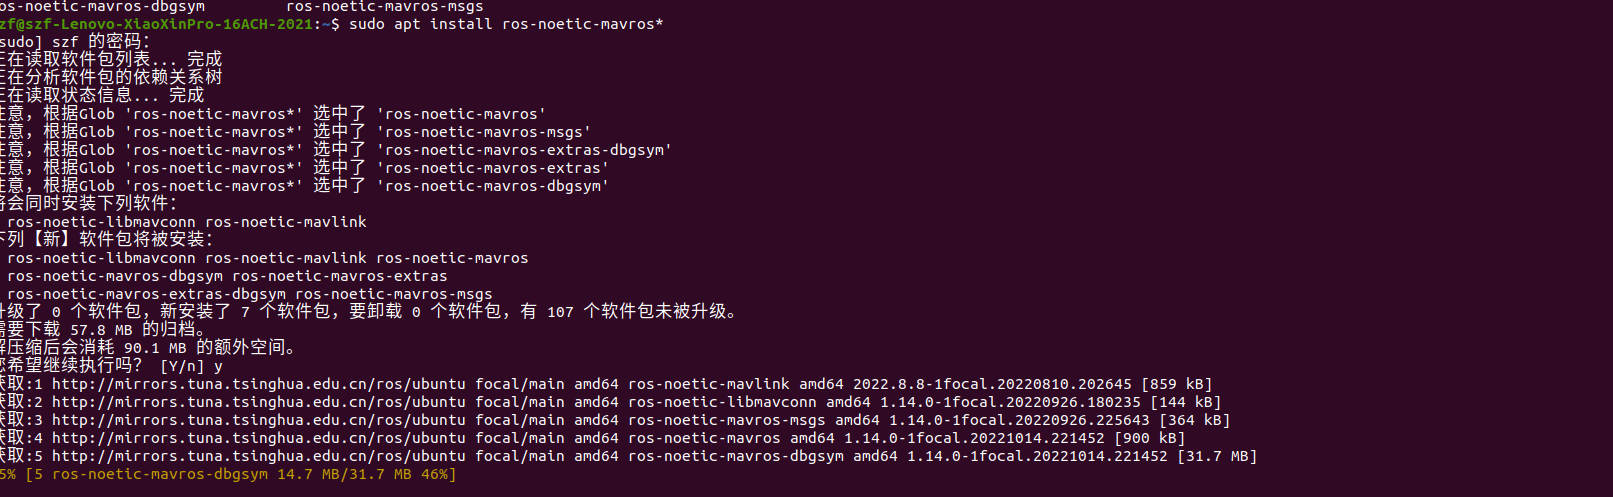 os-noetic-mavros-dbgsym         ros-noetic-mavros-msgs
zf@szf-Lenovo-XiaoXinPro-16ACH-2021:~$ sudo apt install ros-noetic-mavros*
sudo] szf 的密码：
正在读取软件包列表... 完成
正在分析软件包的依赖关系树
正在读取状态信息... 完成
注意，根据Glob 'ros-noetic-mavros*' 选中了 'ros-noetic-mavros'
注意，根据Glob 'ros-noetic-mavros*' 选中了 'ros-noetic-mavros-msgs'
注意，根据Glob 'ros-noetic-mavros*' 选中了 'ros-noetic-mavros-extras-dbgsym'
注意，根据Glob 'ros-noetic-mavros*' 选中了 'ros-noetic-mavros-extras'
注意，根据Glob 'ros-noetic-mavros*' 选中了 'ros-noetic-mavros-dbgsym'
将会同时安装下列软件：
ros-noetic-libmavconn ros-noetic-mavlink
下列【新】软件包将被安装：
ros-noetic-libmavconn ros-noetic-mavlink ros-noetic-mavros
ros-noetic-mavros-dbgsym ros-noetic-mavros-extras
ros-noetic-mavros-extras-dbgsym ros-noetic-mavros-msgs
升级了 0 个软件包，新安装了 7 个软件包，要卸载 0 个软件包，有 107 个软件包未被升级。
需要下载 57.8 MB 的归档。
解压缩后会消耗 90.1 MB 的额外空间。
您希望继续执行吗？ [Y/n] y
获取:1 http://mirrors.tuna.tsinghua.edu.cn/ros/ubuntu focal/main amd64 ros-noetic-mavlink amd64 2022.8.8-1focal.20220810.202645 [859 kB]
获取:2 http://mirrors.tuna.tsinghua.edu.cn/ros/ubuntu focal/main amd64 ros-noetic-libmavconn amd64 1.14.0-1focal.20220926.180235 [144 kB]
获取:3 http://mirrors.tuna.tsinghua.edu.cn/ros/ubuntu focal/main amd64 ros-noetic-mavros-msgs amd64 1.14.0-1focal.20220926.225643 [364 kB]
获取:4 http://mirrors.tuna.tsinghua.edu.cn/ros/ubuntu focal/main amd64 ros-noetic-mavros amd64 1.14.0-1focal.20221014.221452 [900 kB]
获取:5 http://mirrors.tuna.tsinghua.edu.cn/ros/ubuntu focal/main amd64 ros-noetic-mavros-dbgsym amd64 1.14.0-1focal.20221014.221452 [31.7 MB]
5% [5 ros-noetic-mavros-dbgsym 14.7 MB/31.7 MB 46%]